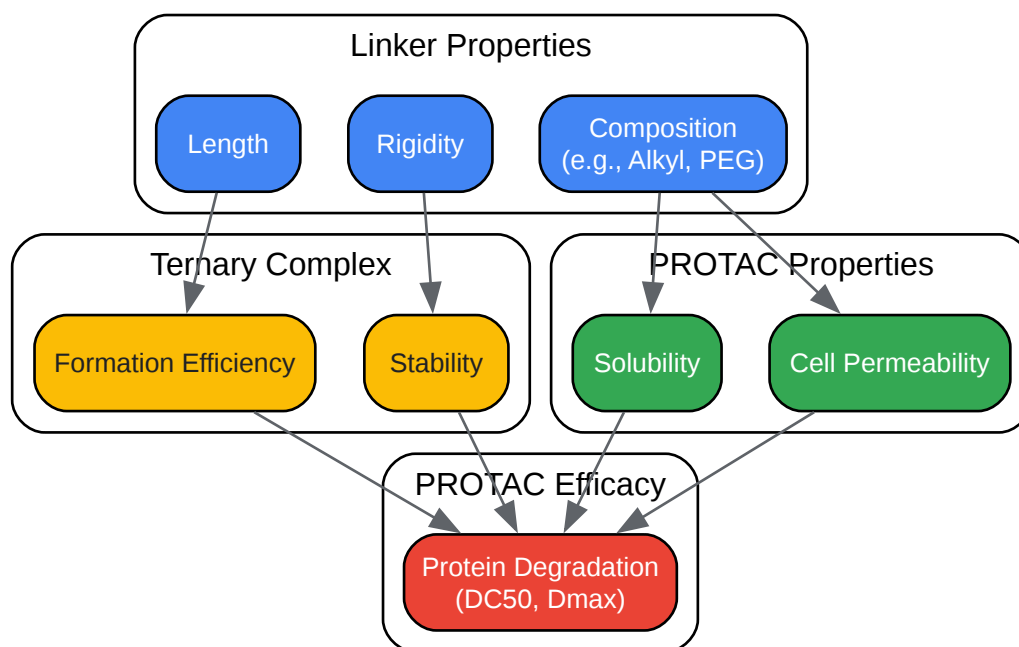 Linker Properties
Length
Rigidity
Composition
(e.g., Alkyl, PEG)
Ternary Complex
PROTAC Properties
Formation Efficiency
Stability
Solubility
Cell Permeability
PROTAC Efficacy
Protein Degradation
(DC50, Dmax)